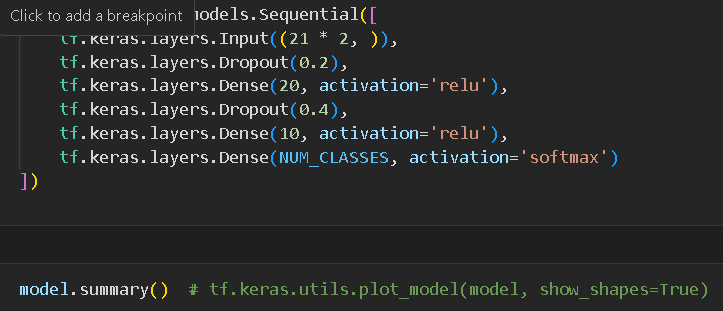 Click to add a breakpoint
models.Sequential([
tf.keras.layers.Input((21 * 2, )),
tf.keras.layers.Dropout(0.2),
tf.keras.layers.Dense(20, activation='relu'),
tf.keras.layers.Dropout(0.4),
tf.keras.layers.Dense(10, activation='relu'),
tf.keras.layers.Dense(NUM_CLASSES, activation='softmax')
])
model.summary()  # tf.keras.utils.plot_model(model, show_shapes=True)